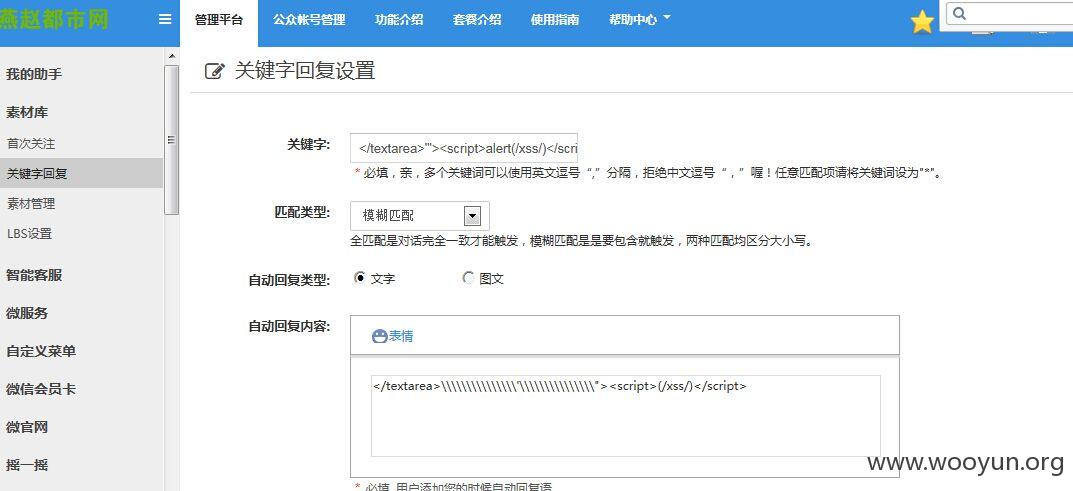 燕赵都市网
管理平台 公众帐号管理 功能介绍 套餐介绍 使用指南 帮助中心
我的助手
素材库
首次关注
关键字回复
素材管理
LBS设置
智能客服
微服务
自定义菜单
微信会员卡
微官网
摇一摇
关键字回复设置
关键字: </textarea>'"><script>alert(/xss/)</scri
* 必填，亲，多个关键词可以使用英文逗号“,”分隔，拒绝中文逗号“，”喔！任意匹配项请将关键词设为"*"。
匹配类型: 模糊匹配
全匹配是对话完全一致才能触发，模糊匹配是是要包含就触发，两种匹配均区分大小写。
自动回复类型: 文字 图文
自动回复内容: 表情
</textarea>\\\\\\\\\\\\\\\'\\\\\\\\\\\\\\\"><script>(/xss/)</script>
* 必填 用户添加您的时候自动回复语
www.wooyun.org